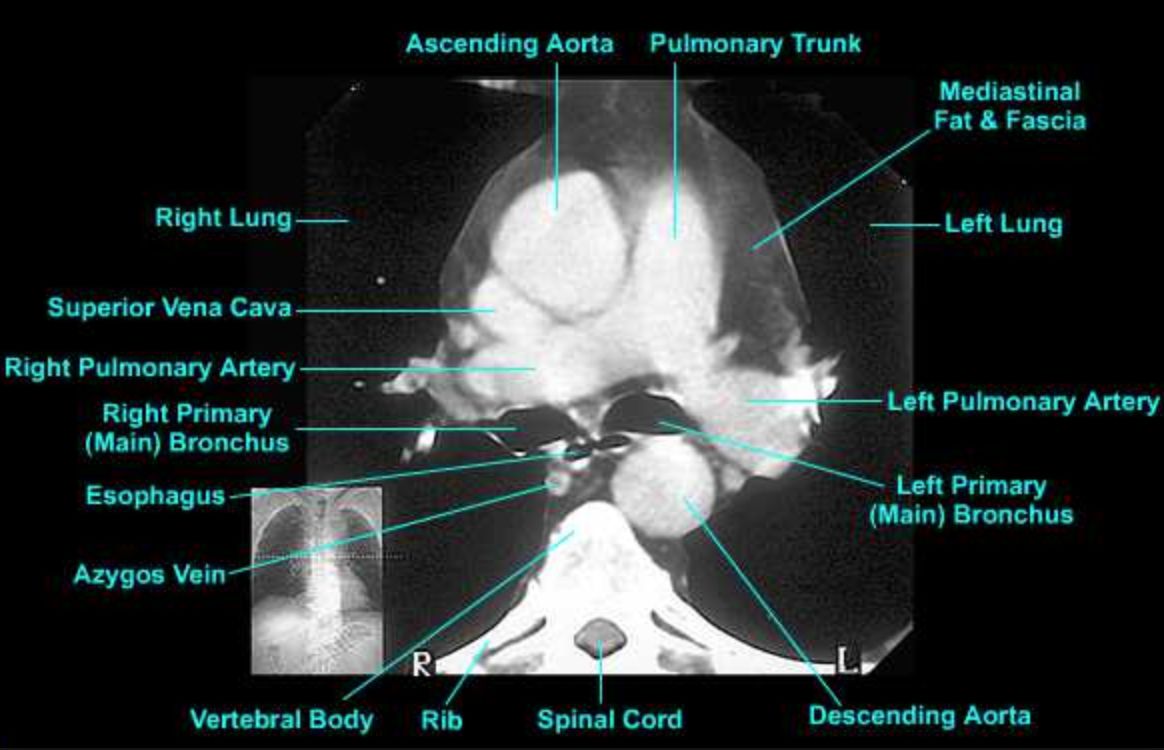 Ascending Aorta
Pulmonary Trunk
Mediastinal
Fat & Fascia
Right Lung
Left Lung
Superior Vena Cava
Right Pulmonary Artery
Left Pulmonary Artery
Right Primary
(Main) Bronchus
Esophagus
Left Primary
(Main) Bronchus
Azygos Vein
R
L
Vertebral Body
Rib
Spinal Cord
Descending Aorta